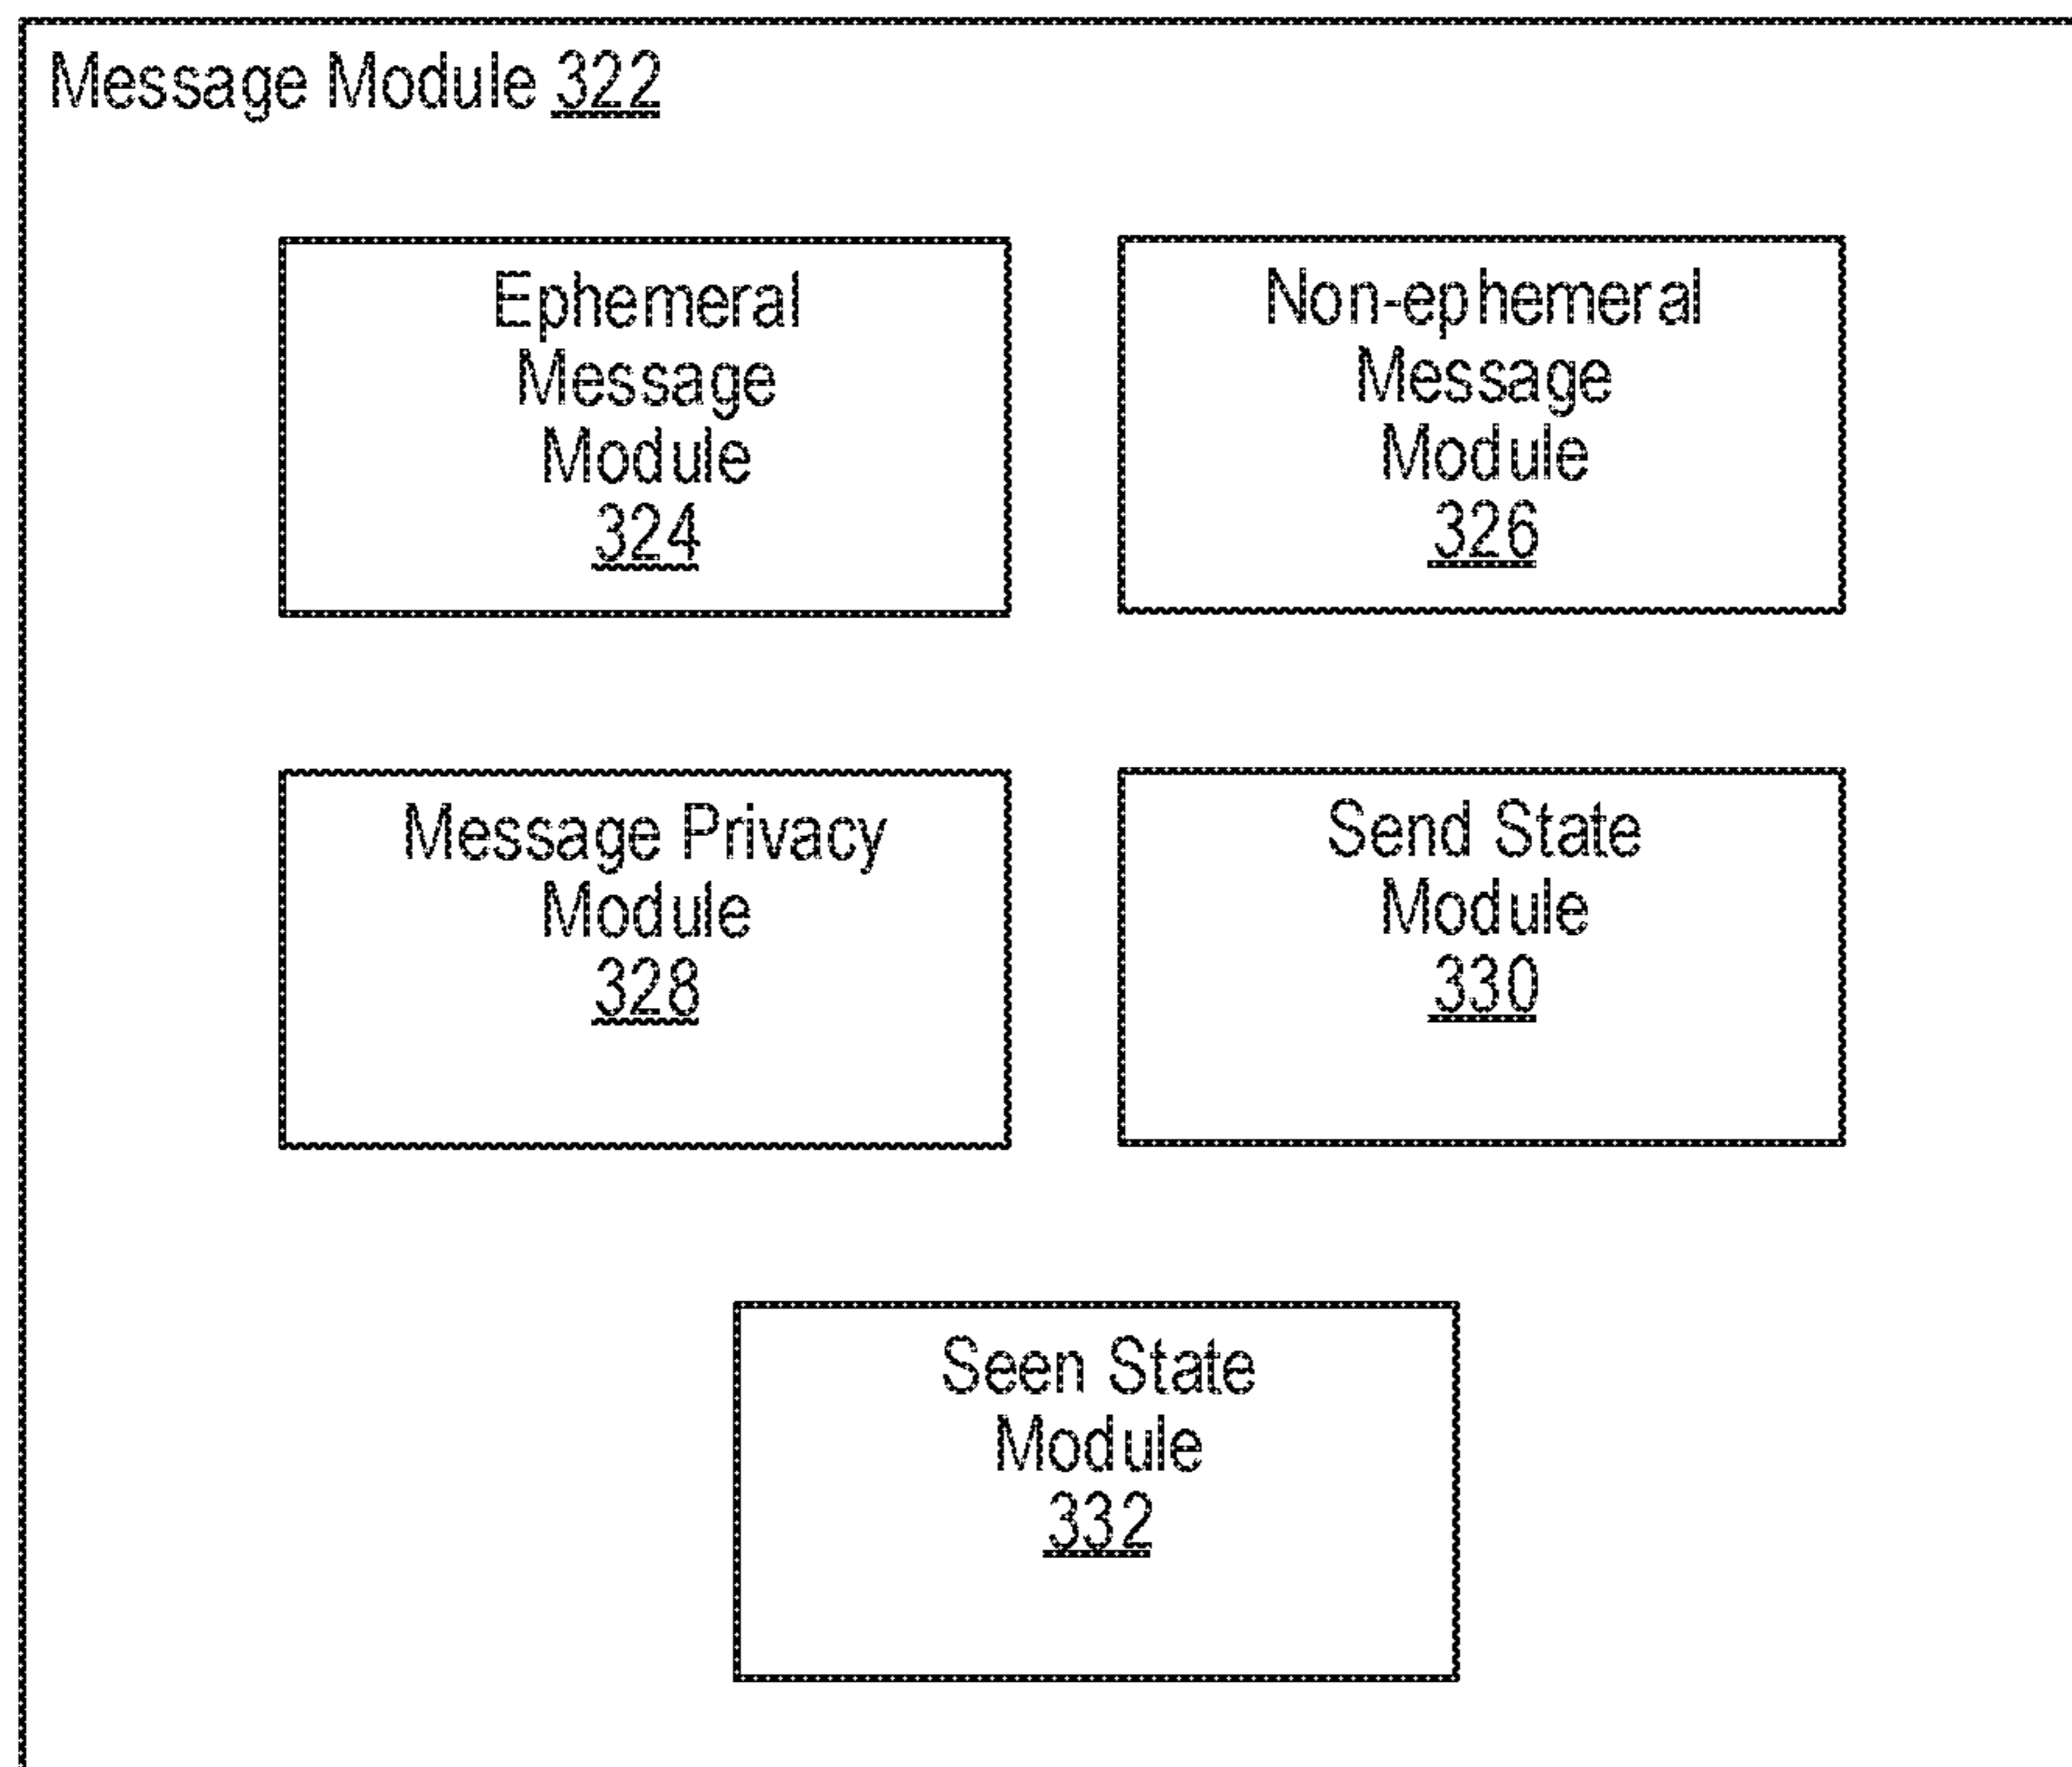 Message Module 322
Ephemeral
Message
Module
324
Non-ephemeral
Message
Module
326
Message Privacy
Module
328
Send State
Module
330
Seen State
Module
332